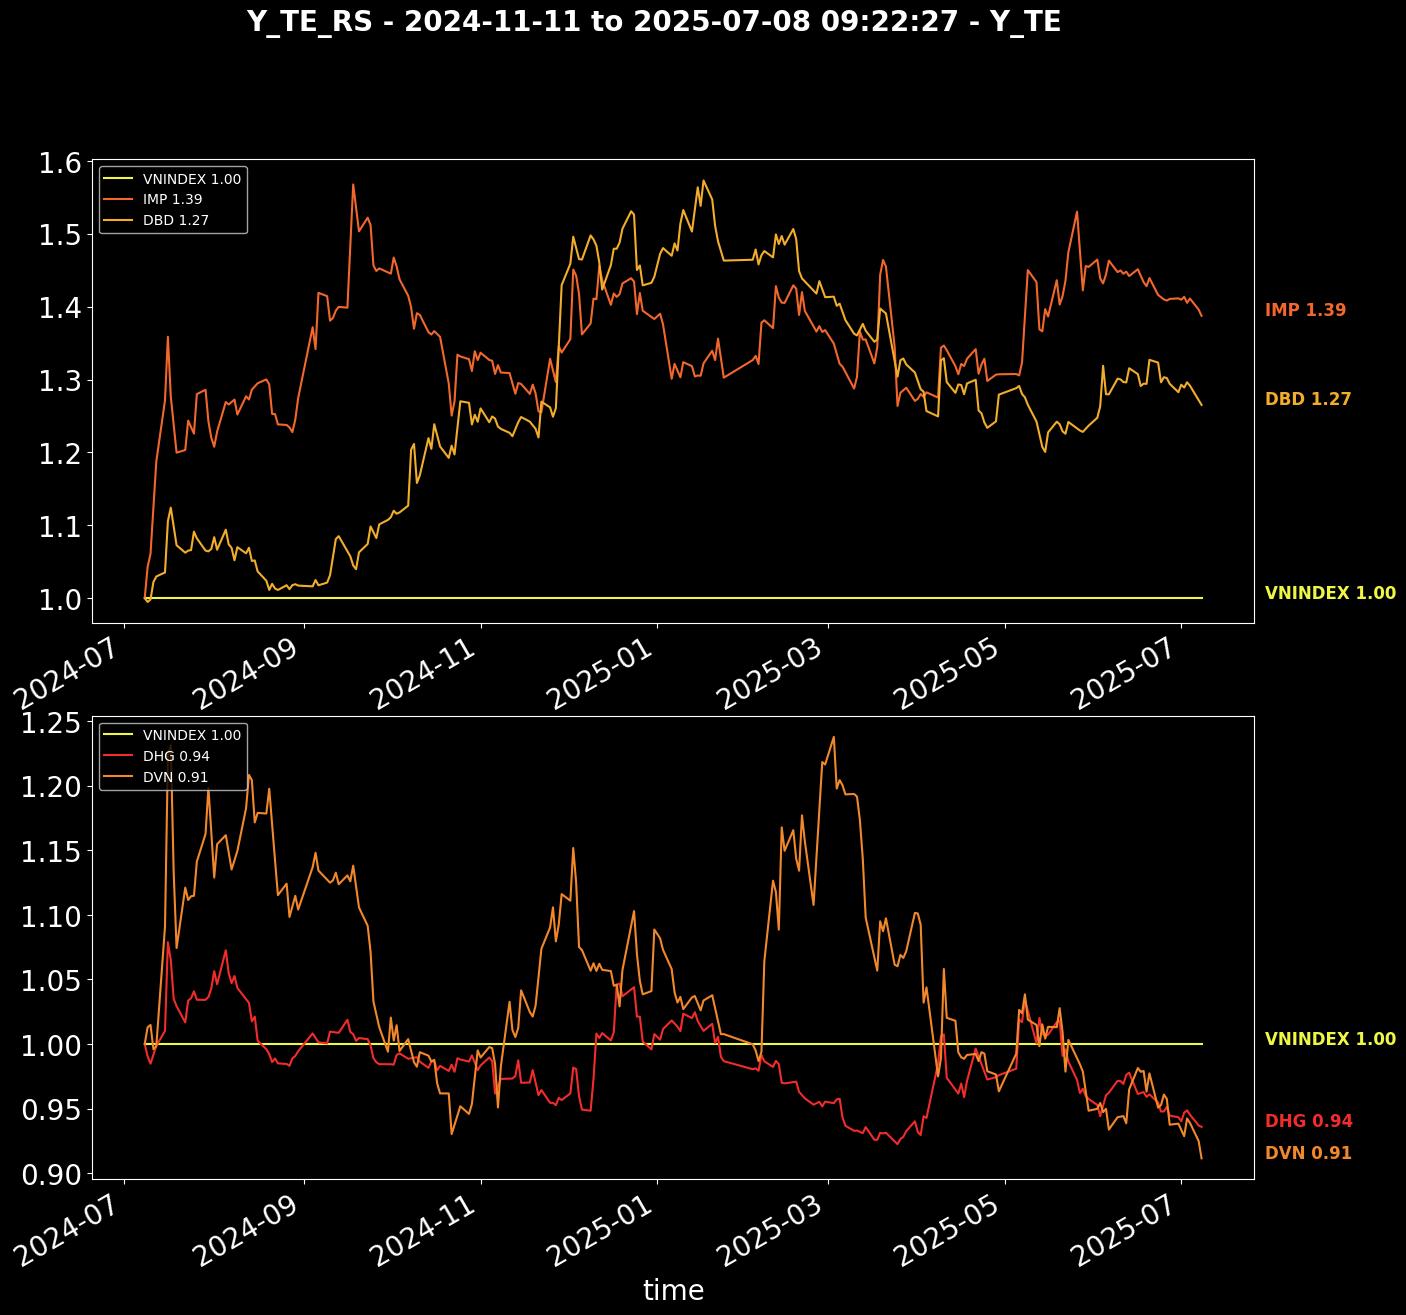 Y_TE_RS - 2024-11-11 to 2025-07-08 09:22:27 - Y_TE
1.6
1.5
1.4
1.3
1.2
1.1
1.0
VNINDEX 1.00
IMP 1.39
DBD 1.27
IMP 1.39
DBD 1.27
VNINDEX 1.00
2024-07
2024-09
2024-11
2025-01
2025-03
2025-05
2025-07
1.25
1.20
1.15
1.10
1.05
1.00
0.95
0.90
VNINDEX 1.00
DHG 0.94
DVN 0.91
VNINDEX 1.00
DHG 0.94
DVN 0.91
2024-07
2024-09
2024-11
2025-01
2025-03
2025-05
2025-07
time